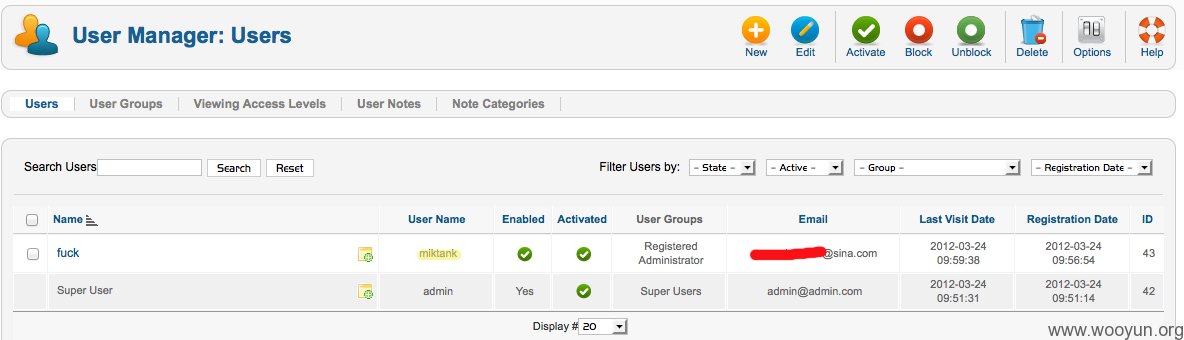 User Manager: Users
New Edit Activate Block Unblock Delete Options Help
Users User Groups Viewing Access Levels User Notes Note Categories
Search Users Search Reset Filter Users by: - State - - Active - - Group - - Registration Date -
Name User Name Enabled Activated User Groups Email Last Visit Date Registration Date ID
fuck miktank Registered Administrator @sina.com 2012-03-24 09:59:38 2012-03-24 09:56:54 43
Super User admin Yes Super Users admin@admin.com 2012-03-24 09:51:31 2012-03-24 09:51:14 42
Display # 20
www.wooyun.org